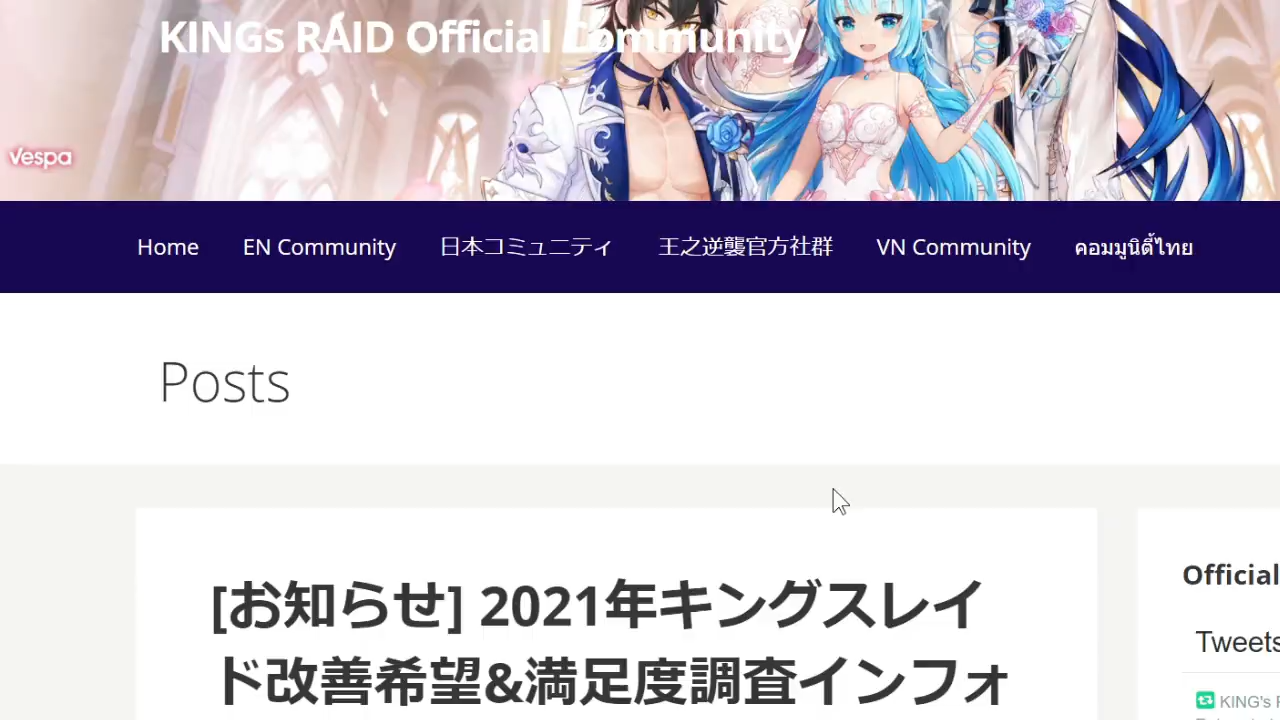 KINGs RAID Official Community
Vespa
Home EN Community 日本コミュニティ 王之逆襲官方社群 VN Community คอมมูนิตี้ไทย
Posts
[お知らせ] 2021年キングスレイ
ド改善希望&満足度調査インフォ
Official
Tweets
KING's